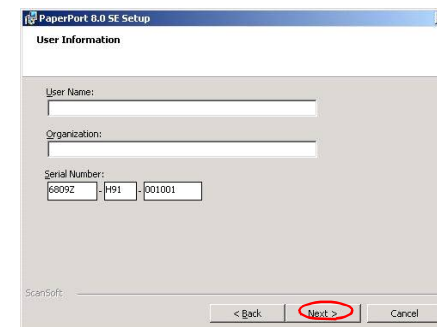 PaperPort 8.0 SE Setup
User Information
User Name:
Organization:
Serial Number:
6809Z - H91 - 001001
ScanSoft
< Back Next > Cancel